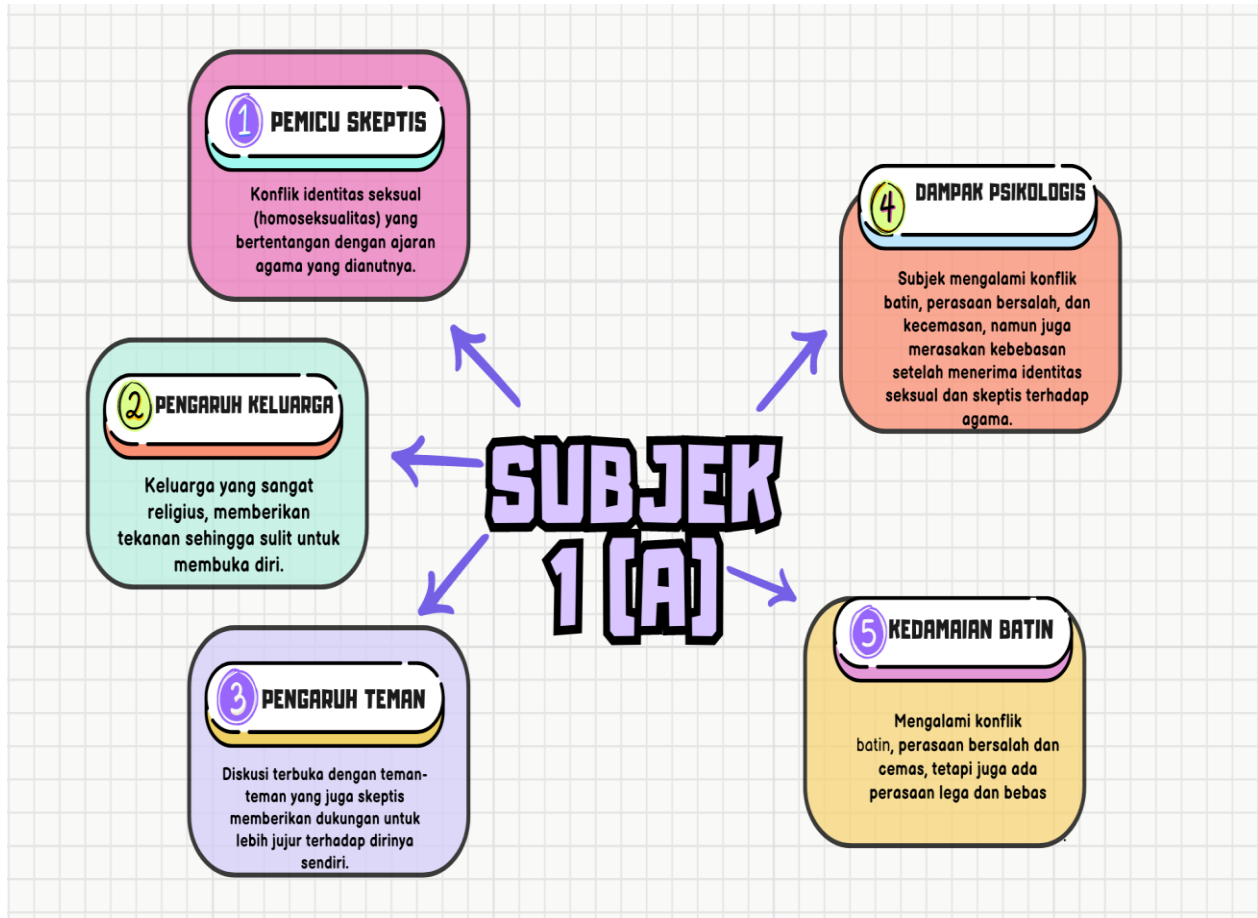 1 PEMICU SKEPTIS
Konflik identitas seksual
(homoseksualitas) yang
bertentangan dengan ajaran
agama yang dianutnya.
2 PENGARUH KELUARGA
Keluarga yang sangat
religius, memberikan
tekanan sehingga sulit untuk
membuka diri.
3 PENGARUH TEMAN
Diskusi terbuka dengan teman-
teman yang juga skeptis
memberikan dukungan untuk
lebih jujur terhadap dirinya
sendiri.
SUBJEK
1 (A)
4 DAMPAK PSIKOLOGIS
Subjek mengalami konflik
batin, perasaan bersalah, dan
kecemasan, namun juga
merasakan kebebasan
setelah menerima identitas
seksual dan skeptis terhadap
agama.
5 KEDAMAIAN BATIN
Mengalami konflik
batin, perasaan bersalah dan
cemas, tetapi juga ada
perasaan lega dan bebas
.